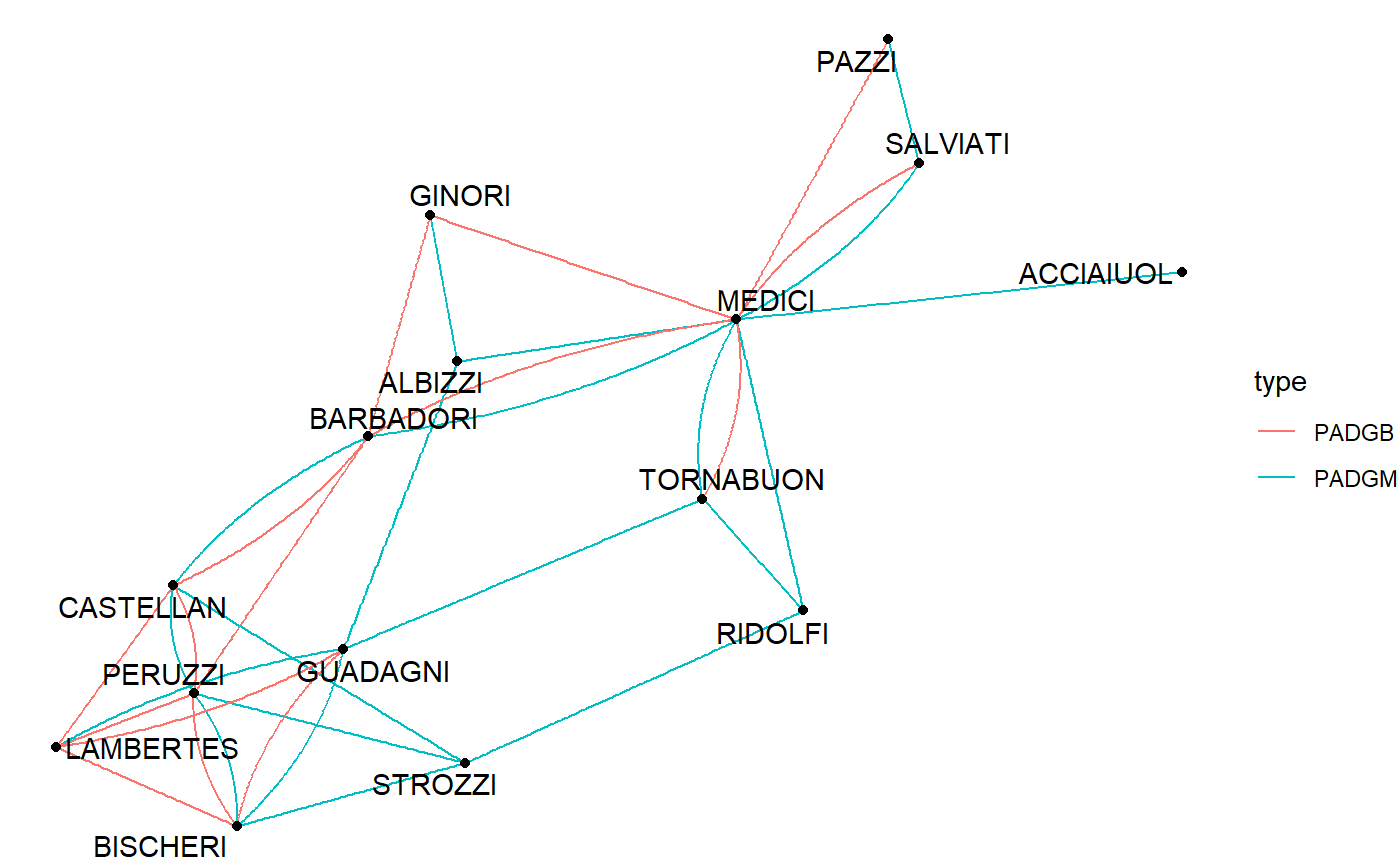 PAZZI
SALVIATI
GINORI
ACCIAIUOL
MEDICI
ALBIZZI
BARBADORI
TORNABUON
CASTELLAN
RIDOLFI
PERUZZI
GUADAGNI
LAMBERTES
STROZZI
BISCHERI
type
PADGB
PADGM